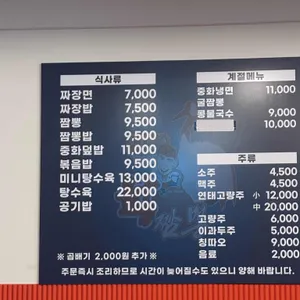 식사류
짜장면 7,000
짜장밥 7,500
짬뽕 9,500
짬뽕밥 9,500
중화덮밥 11,000
볶음밥 9,500
미니탕수육 13,000
탕수육 22,000
공기밥 1,000
※ 곱배기 2,000원 추가 ※
계절메뉴
중화냉면 11,000
굴짬뽕
콩물국수 9,000
10,000
주류
소주 4,500
맥주 4,500
연태고량주 小 12,000
中 20,000
고량주 6,000
이과두주 5,000
칭따오 9,000
음료 2,000
주문즉시 조리하므로 시간이 늦어질수도 있으니 양해 바랍니다.